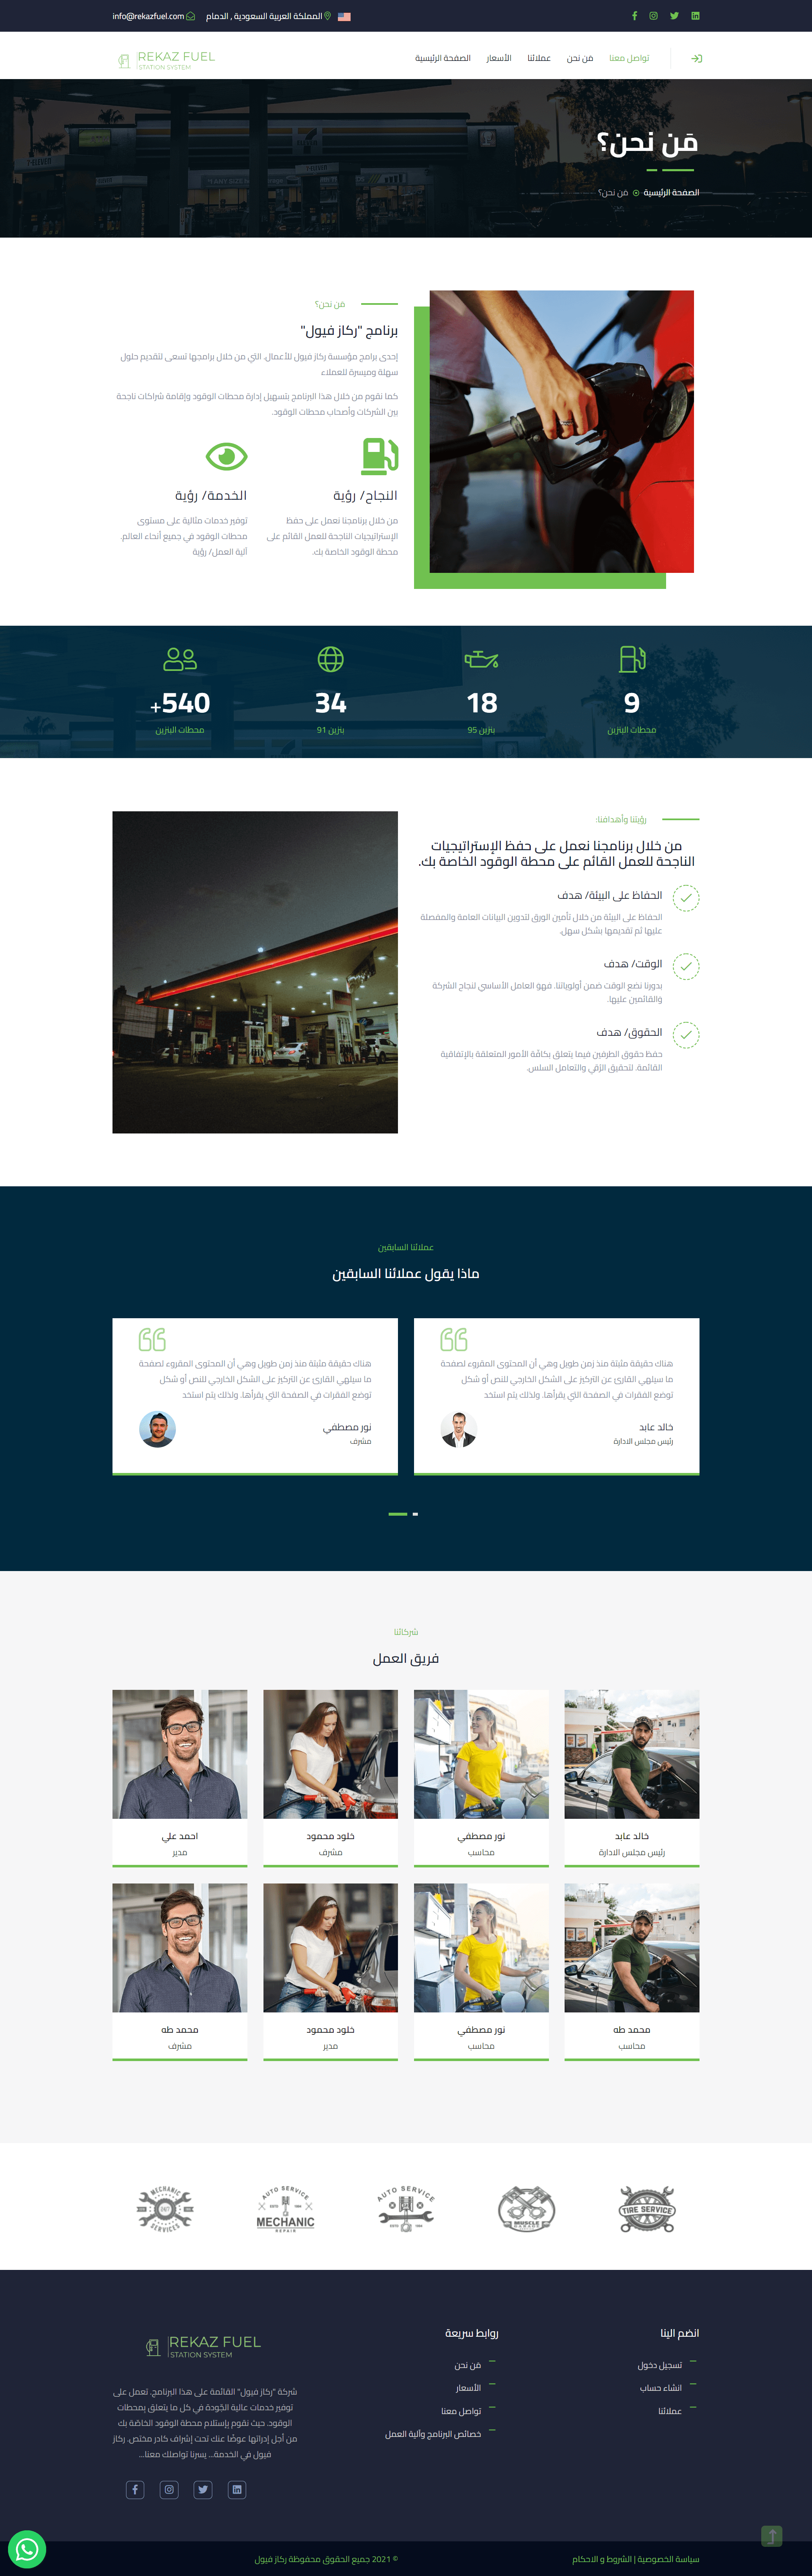 المملكة العربية السعودية , الدمام
info@rekazfuel.com
تواصل معنا
مَن نحن
عملائنا
الأسعار
الصفحة الرئيسية
REKAZ FUEL
STATION SYSTEM
مَن نحن؟
الصفحة الرئيسية
مَن نحن؟
مَن نحن؟
برنامج "ركاز فيول"
إحدى برامج مؤسسة ركاز فيول للأعمال. التي من خلال برامجها تسعى لتقديم حلول
سهلة وميسرة للعملاء
كما نقوم من خلال هذا البرنامج بتسهيل إدارة محطات الوقود وإقامة شراكات ناجحة
بين الشركات وأصحاب محطات الوقود.
النجاح/ رؤية
من خلال برنامجنا نعمل على حفظ
الإستراتيجيات الناجحة للعمل القائم على
محطة الوقود الخاصة بك.
الخدمة/ رؤية
توفير خدمات مثالية على مستوى
محطات الوقود في جميع أنحاء العالم.
آلية العمل/ رؤية
9
محطات البنزين
18
بنزين 95
34
بنزين 91
+540
محطات البنزين
رؤيتنا وأهدافنا:
من خلال برنامجنا نعمل على حفظ الإستراتيجيات
الناجحة للعمل القائم على محطة الوقود الخاصة بك.
الحفاظ على البيئة/ هدف
الحفاظ على البيئة من خلال تأمين الورق لتدوين البيانات العامة والمفصلة
عليها ثم تقديمها بشكل سهل.
الوقت/ هدف
بدورنا نضع الوقت ضمن أولوياتنا. فهو العامل الأساسي لنجاح الشركة
والقائمين عليها.
الحقوق/ هدف
حفظ حقوق الطرفين فيما يتعلق بكافّة الأمور المتعلقة بالإتفاقية
القائمة. لتحقيق الرُقي والتعامل السلس.
عملائنا السابقين
ماذا يقول عملائنا السابقين
هناك حقيقة مثبتة منذ زمن طويل وهي أن المحتوى المقروء لصفحة
ما سيلهي القارئ عن التركيز على الشكل الخارجي للنص أو شكل
توضع الفقرات في الصفحة التي يقرأها. ولذلك يتم استخد
خالد عابد
رئيس مجلس الادارة
هناك حقيقة مثبتة منذ زمن طويل وهي أن المحتوى المقروء لصفحة
ما سيلهي القارئ عن التركيز على الشكل الخارجي للنص أو شكل
توضع الفقرات في الصفحة التي يقرأها. ولذلك يتم استخد
نور مصطفي
مشرف
شركائنا
فريق العمل
خالد عابد
رئيس مجلس الادارة
نور مصطفي
محاسب
خلود محمود
مشرف
احمد علي
مدير
محمد طه
محاسب
نور مصطفي
محاسب
خلود محمود
مدير
محمد طه
مشرف
TIRE SERVICE
MUSCLE
AUTO SERVICE
AUTO SERVICE
MECHANIC
REPAIR
MECHANIC
SERVICES
انضم الينا
تسجيل دخول
انشاء حساب
عملائنا
روابط سريعة
مَن نحن
الأسعار
تواصل معنا
خصائص البرنامج وآلية العمل
REKAZ FUEL
STATION SYSTEM
شركة "ركاز فيول" القائمة على هذا البرنامج. تعمل على
توفير خدمات عالية الجَودة في كل ما يتعلق بمحطات
الوقود. حيث نقوم بإستلام محطة الوقود الخاصّة بك
من أجل إدراتها عوضًا عنك تحت إشراف كادر مختص. ركاز
فيول في الخدمة... يسرنا تواصلك معنا...
سياسة الخصوصية | الشروط و الاحكام
© 2021 جميع الحقوق محفوظة ركاز فيول